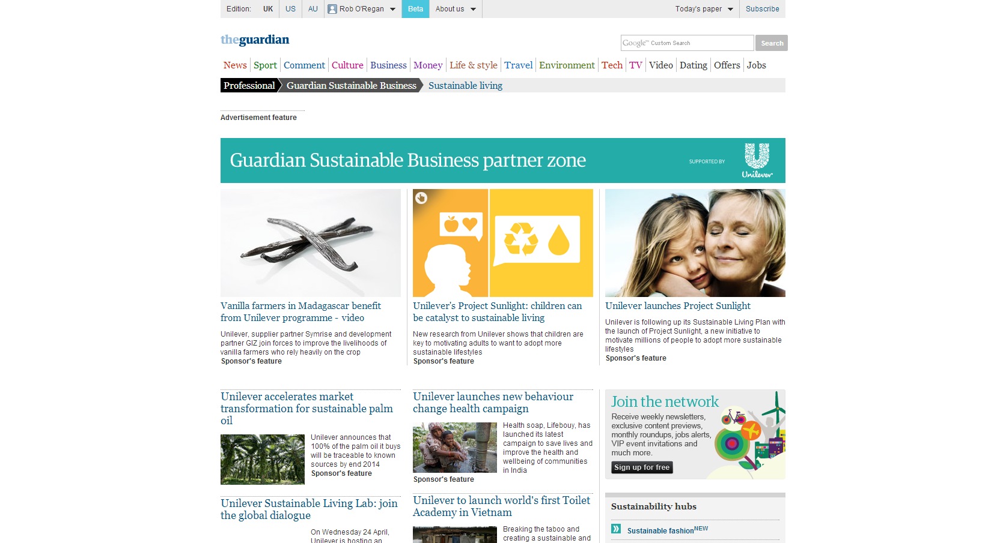 Edition: UK US AU Rob O'Regan Beta About us Today's paper Subscribe
theguardian
Google™ Custom Search Search
News Sport Comment Culture Business Money Life & style Travel Environment Tech TV Video Dating Offers Jobs
Professional Guardian Sustainable Business Sustainable living
Advertisement feature
Guardian Sustainable Business partner zone
SUPPORTED BY
Unilever
Vanilla farmers in Madagascar benefit
from Unilever programme - video
Unilever, supplier partner Symrise and development
partner GIZ join forces to improve the livelihoods of
vanilla farmers who rely heavily on the crop
Sponsor's feature
Unilever's Project Sunlight: children can
be catalyst to sustainable living
New research from Unilever shows that children are
key to motivating adults to want to adopt more
sustainable lifestyles
Sponsor's feature
Unilever launches Project Sunlight
Unilever is following up its Sustainable Living Plan with
the launch of Project Sunlight, a new initiative to
motivate millions of people to adopt more sustainable
lifestyles
Sponsor's feature
Unilever accelerates market
transformation for sustainable palm
oil
Unilever announces that
100% of the palm oil it buys
will be traceable to known
sources by end 2014
Sponsor's feature
Unilever Sustainable Living Lab: join
the global dialogue
On Wednesday 24 April,
Unilever is hosting an
Unilever launches new behaviour
change health campaign
Health soap, Lifebouy, has
launched its latest
campaign to save lives and
improve the health and
wellbeing of communities
in India
Sponsor's feature
Unilever to launch world's first Toilet
Academy in Vietnam
Breaking the taboo and
creating a sustainable and
Join the network
Receive weekly newsletters,
exclusive content previews,
monthly roundups, jobs alerts,
VIP event invitations and
much more.
Sign up for free
Sustainability hubs
Sustainable fashion NEW